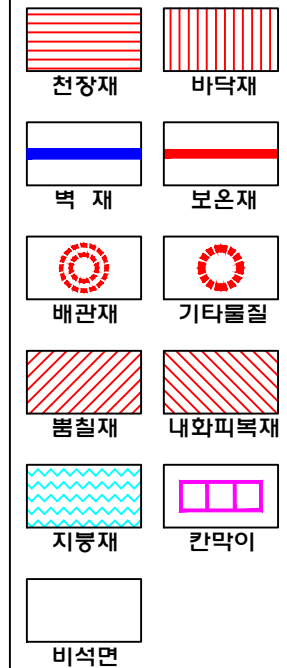 천장재 바닥재
벽 재 보온재
배관재 기타물질
뿜칠재 내화피복재
지붕재 칸막이
비석면